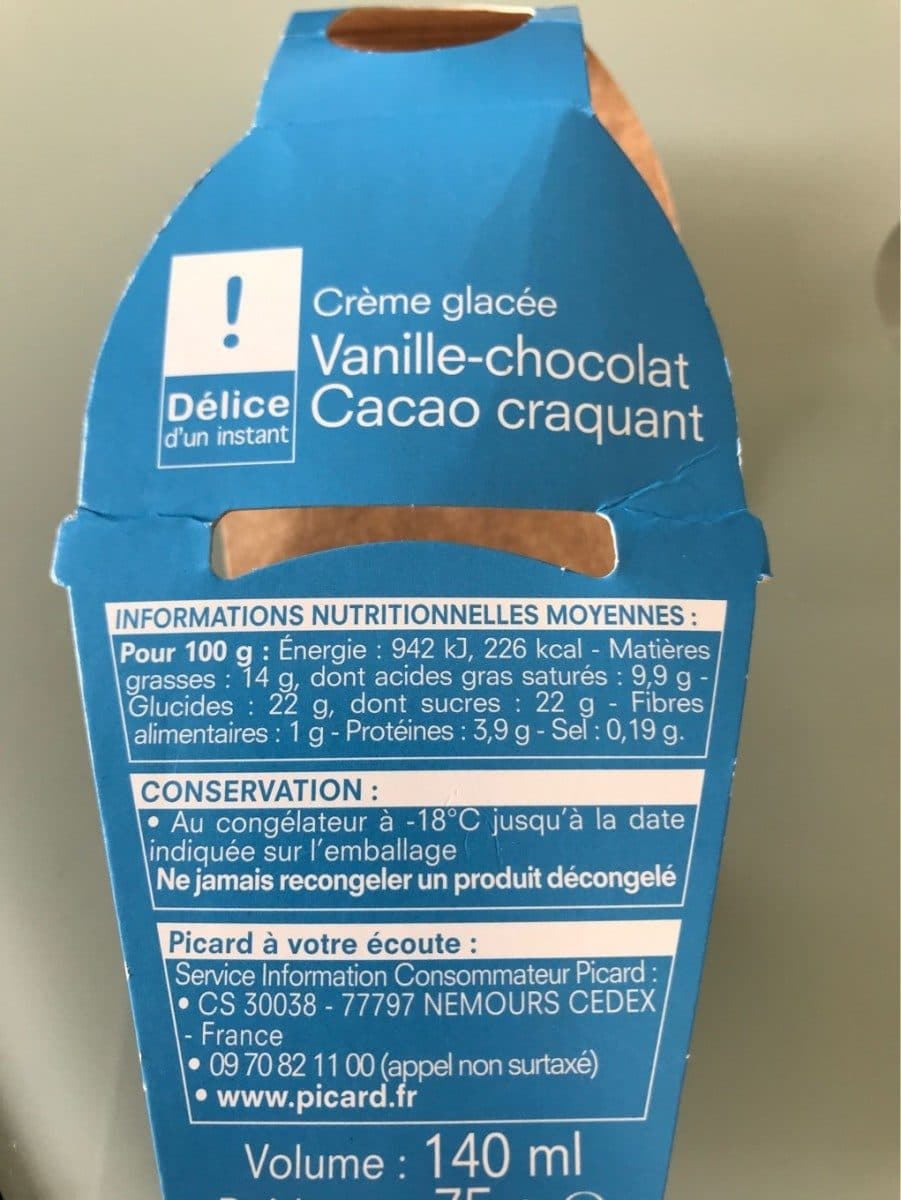 !
Délice
d'un instant
Crème glacée
Vanille-chocolat
Cacao craquant
INFORMATIONS NUTRITIONNELLES MOYENNES :
Pour 100 g : Énergie : 942 kJ, 226 kcal - Matières
grasses : 14 g, dont acides gras saturés : 9,9 g -
Glucides : 22 g, dont sucres : 22 g - Fibres
alimentaires : 1 g - Protéines : 3,9 g - Sel : 0,19 g.
CONSERVATION :
• Au congélateur à -18°C jusqu'à la date
indiquée sur l'emballage
Ne jamais recongeler un produit décongelé
Picard à votre écoute :
Service Information Consommateur Picard :
• CS 30038 - 77797 NEMOURS CEDEX
- France
• 09 70 82 11 00 (appel non surtaxé)
• www.picard.fr
Volume : 140 ml